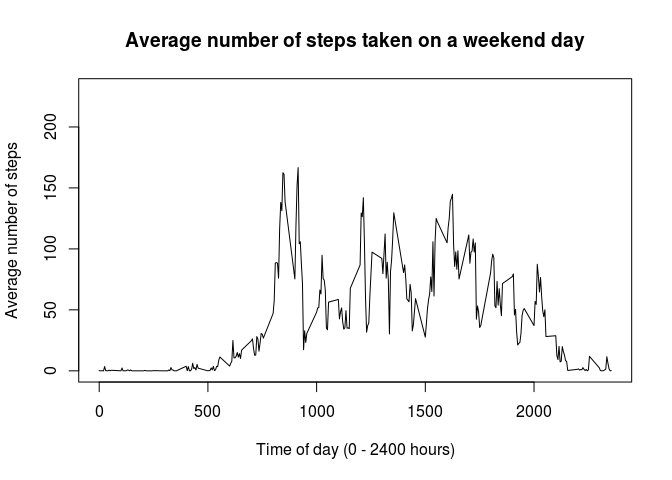 Average number of steps taken on a weekend day
Average number of steps
200
150
100
50
0
0 500 1000 1500 2000
Time of day (0 - 2400 hours)